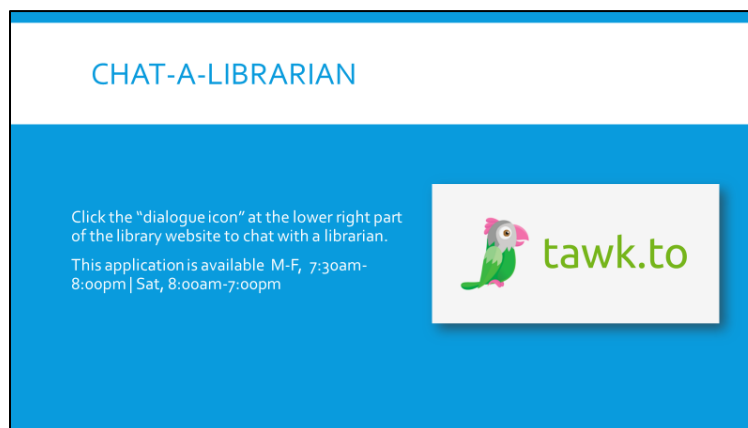 CHAT-A-LIBRARIAN
Click the “dialogue icon” at the lower right part
of the library website to chat with a librarian.
This application is available  M-F,  7:30am-
8:00pm | Sat, 8:00am-7:00pm
tawk.to